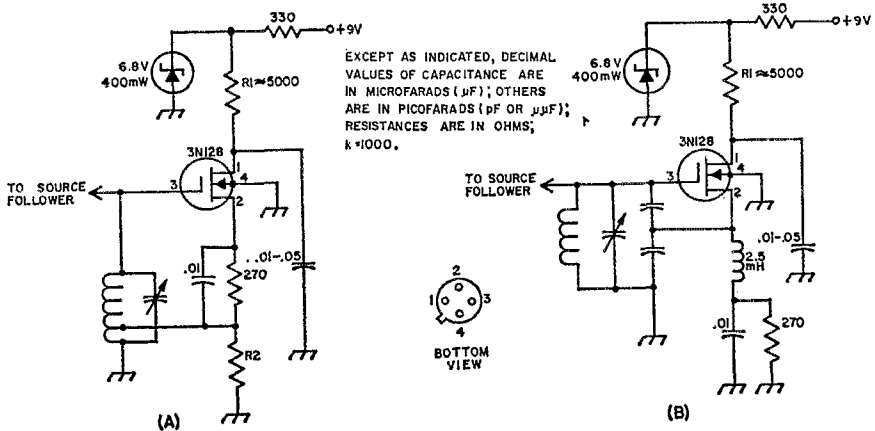 330
+9V
6.8V
400mW
R1≈5000
3N128
1
4
3
2
TO SOURCE
FOLLOWER
.01
270
.01-.05
R2
(A)
EXCEPT AS INDICATED, DECIMAL
VALUES OF CAPACITANCE ARE
IN MICROFARADS (µF); OTHERS
ARE IN PICOFARADS (pF OR µµF);
RESISTANCES ARE IN OHMS;
k=1000.
2
1
3
4
BOTTOM
VIEW
330
+9V
6.8V
400mW
R1≈5000
3N128
1
4
3
2
TO SOURCE
FOLLOWER
.01-.05
2.5
mH
.01
270
(B)